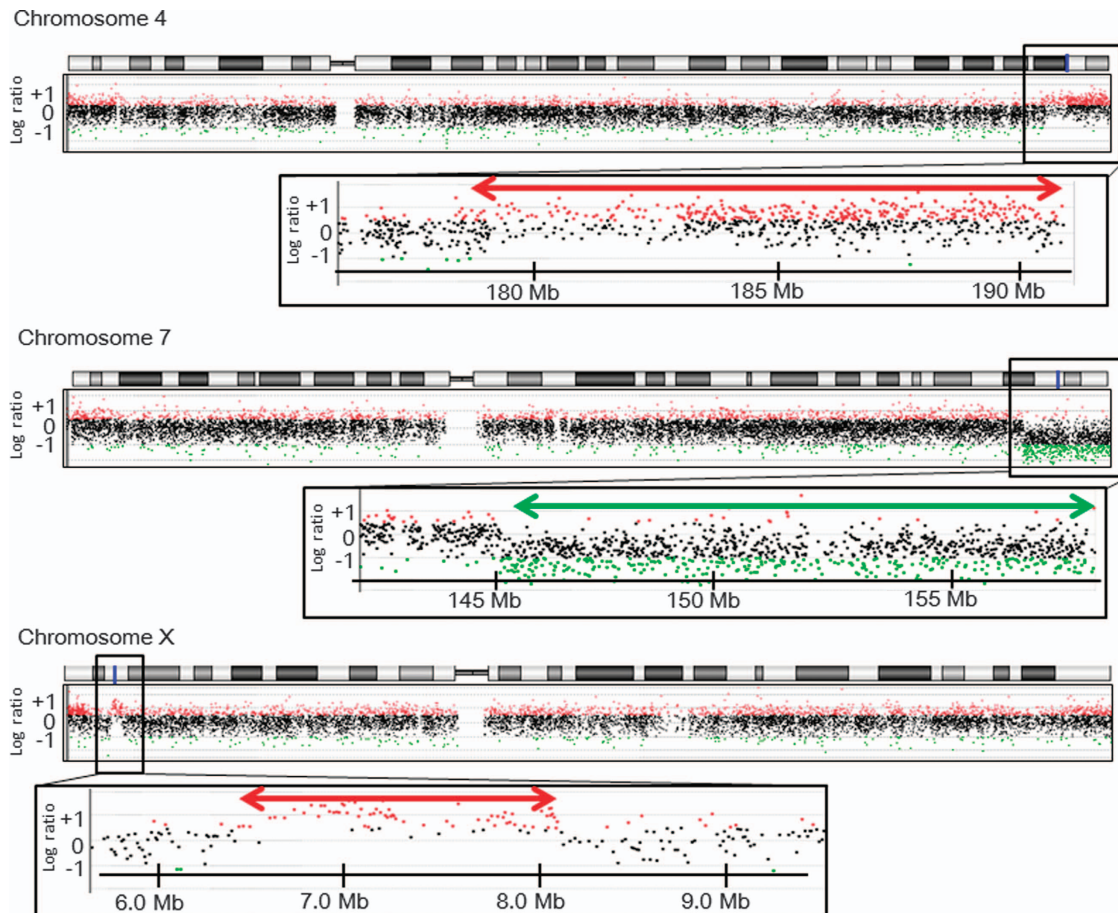 Chromosome 4
Log ratio
+1
0
-1
Log ratio
+1
0
-1
180 Mb 185 Mb 190 Mb
Chromosome 7
Log ratio
+1
0
-1
Log ratio
+1
0
-1
145 Mb 150 Mb 155 Mb
Chromosome X
Log ratio
+1
0
-1
Log ratio
+1
0
-1
6.0 Mb 7.0 Mb 8.0 Mb 9.0 Mb